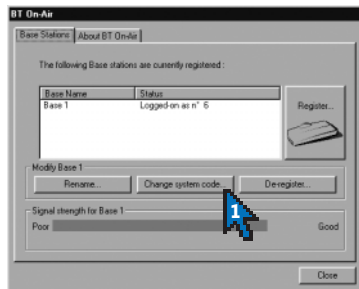 BT On-Air
Base Stations About BT On-Air
The following Base stations are currently registered :
Base Name Status
Base 1 Logged-on as n° 6
Register...
Modify Base 1
Rename... Change system code... De-register...
1
Signal strength for Base 1
Poor Good
Close